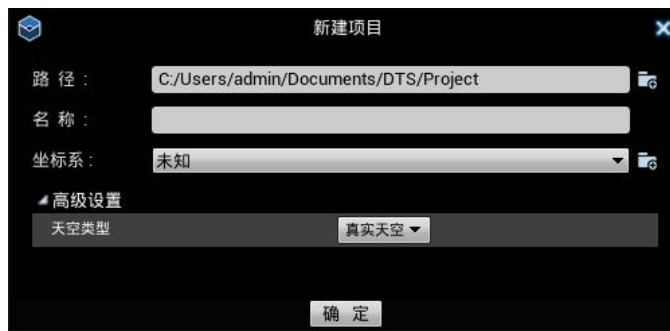 新建项目
路 径 : C:/Users/admin/Documents/DTS/Project
名 称 :
坐标系 : 未知
高级设置
天空类型 真实天空
确 定